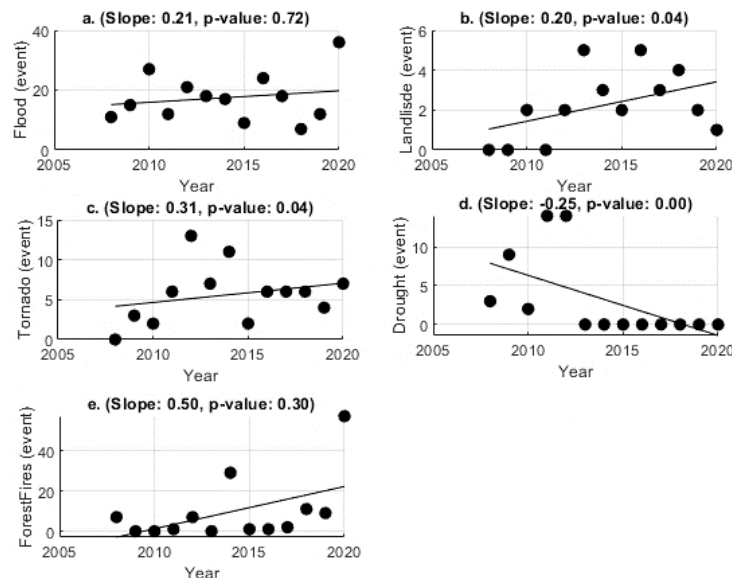 a. (Slope: 0.21, p-value: 0.72)
40
20
0
Flood (event)
2005 2010 2015 2020
Year
b. (Slope: 0.20, p-value: 0.04)
6
4
2
0
Landlisde (event)
2005 2010 2015 2020
Year
c. (Slope: 0.31, p-value: 0.04)
15
10
5
0
Tornado (event)
2005 2010 2015 2020
Year
d. (Slope: -0.25, p-value: 0.00)
10
5
0
Drought (event)
2005 2010 2015 2020
Year
e. (Slope: 0.50, p-value: 0.30)
40
20
0
ForestFires (event)
2005 2010 2015 2020
Year